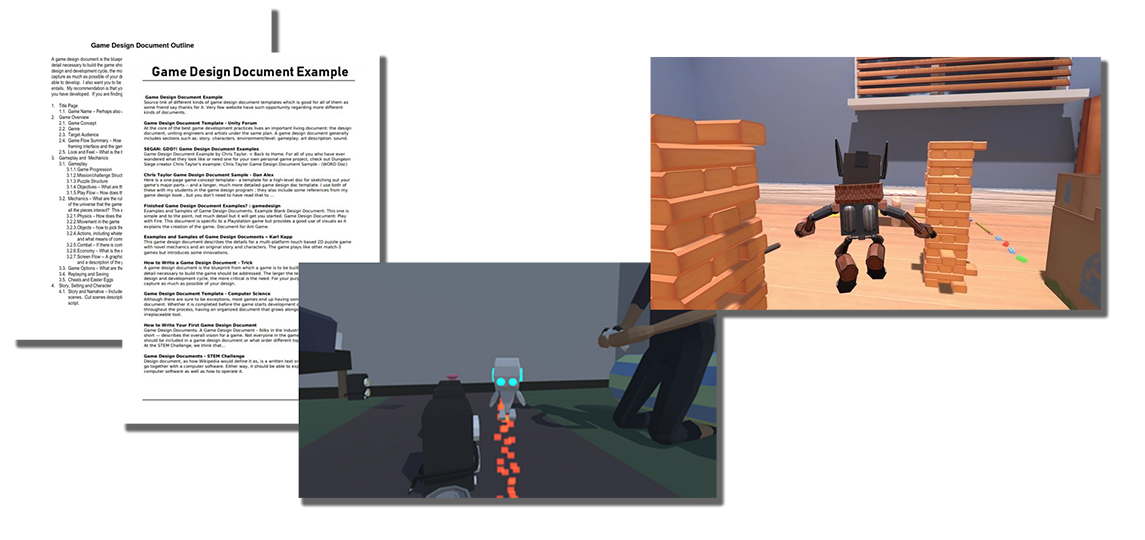 Game Design Document Outline
A game design document is the bluepr
detail necessary to build the game sho
design and development cycle, the mo
capture as much as possible of your de
able to develop. I also want you to be
entails. My recommendation is that yo
you have developed. If you are finding
1. Title Page
1.1. Game Name – Perhaps also
2. Game Overview
2.1. Game Concept
2.2. Genre
2.3. Target Audience
2.4. Game Flow Summary – How
framing interface and the gam
2.5. Look and Feel – What is the
3. Gameplay and Mechanics
3.1. Gameplay
3.1.1. Game Progression
3.1.2. Mission/challenge Struct
3.1.3. Puzzle Structure
3.1.4. Objectives – What are th
3.1.5. Play Flow – How does th
3.2. Mechanics – What are the rul
of the universe that the game
all the pieces interact? This
3.2.1. Physics – How does the
3.2.2. Movement in the game
3.2.3. Objects – how to pick th
3.2.4. Actions, including whate
and what means of com
3.2.5. Combat – If there is com
3.2.6. Economy – What is the
3.2.7. Screen Flow – A graphi
and a description of the
3.3. Game Options – What are th
3.4. Replaying and Saving
3.5. Cheats and Easter Eggs
4. Story, Setting and Character
4.1. Story and Narrative – Include
scenes. Cut scenes descripti
script.
Game Design Document Example
Game Design Document Example
Source link of different kinds of game design document templates which is good for all of them as
some friend say thanks for it. Very few website have such opportunity regarding more different
kinds of documents.
Game Design Document Template - Unity Forum
At the core of the best game development practices lies an important living document: the design
document, uniting engineers and artists under the same plan. A game design document generally
includes sections such as: story, characters, environment/level, gameplay, art description, sound.
SEGAN: GDD?! Game Design Document Examples
Game Design Document Example by Chris Taylor. < Back to Home. For all of you who have ever
wondered what they look like or need one for your own personal game project, check out Dungeon
Siege creator Chris Taylor's example: Chris Taylor Game Design Document Sample - (WORD Doc)
Chris Taylor Game Design Document Sample - Don Alex
Here is a one-page game concept template-- a template for a high-level doc for sketching out your
game's major parts -- and a longer, much more detailed game design doc template. I use both of
these with my students in the game design program ; they also include some references from my
game design book , but you don't need to have read that to ...
Finished Game Design Document Examples? : gamedesign
Examples and Samples of Game Design Documents. Example Blank Design Document: This one is
simple and to the point, not much detail but it will get you started. Game Design Document: Play
with Fire. This document is specific to a Playstation game but provides a good use of visuals as it
explains the creation of the game. Document for Ant Game.
Examples and Samples of Game Design Documents – Karl Kapp
This game design document describes the details for a multi-platform touch based 2D puzzle game
with novel mechanics and an original story and characters. The game plays like other match-3
games but introduces some innovations.
How to Write a Game Design Document - Trick
A game design document is the blueprint from which a game is to be buil
detail necessary to build the game should be addressed. The larger the te
design and development cycle, the more critical is the need. For your purp
capture as much as possible of your design.
Game Design Document Template - Computer Science
Although there are sure to be exceptions, most games end up having som
document. Whether it is completed before the game starts development o
throughout the process, having an organized document that grows along
irreplaceable tool.
How to Write Your First Game Design Document
Game Design Documents. A Game Design Document - folks in the indust
short — describes the overall vision for a game. Not everyone in the game
should be included in a game design document or what order different to
At the STEM Challenge, we think that...
Game Design Documents - STEM Challenge
Design document, as how Wikipedia would define it as, is a written text or
go together with a computer software. Either way, it should be able to exp
computer software as well as how to operate it.